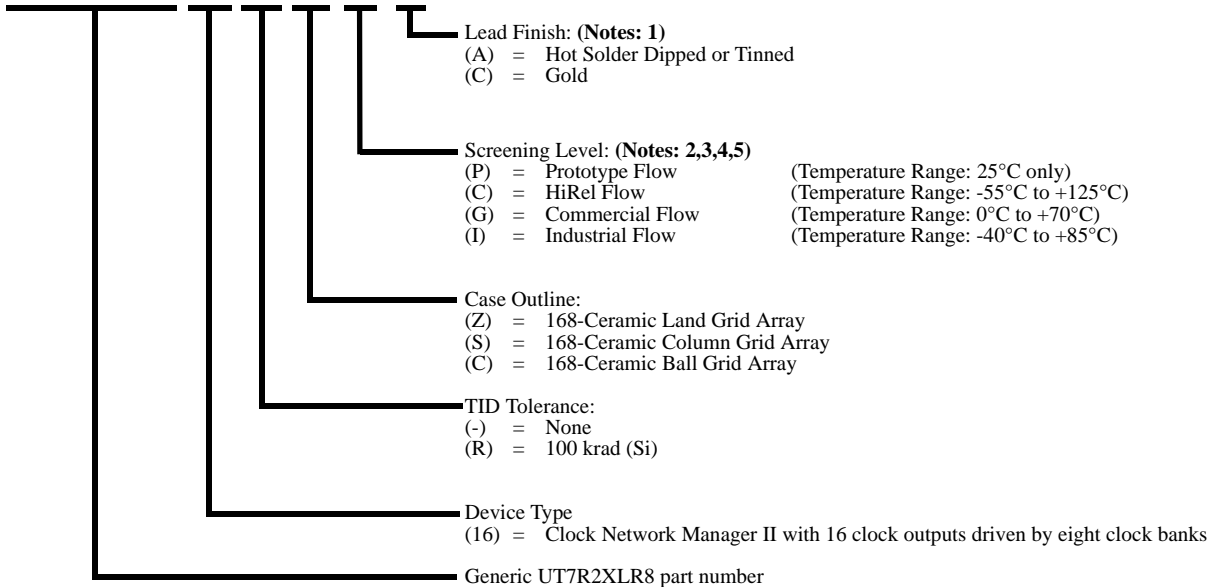 Lead Finish: (Notes: 1)
(A) = Hot Solder Dipped or Tinned
(C) = Gold
Screening Level: (Notes: 2,3,4,5)
(P) = Prototype Flow (Temperature Range: 25°C only)
(C) = HiRel Flow (Temperature Range: -55°C to +125°C)
(G) = Commercial Flow (Temperature Range: 0°C to +70°C)
(I) = Industrial Flow (Temperature Range: -40°C to +85°C)
Case Outline:
(Z) = 168-Ceramic Land Grid Array
(S) = 168-Ceramic Column Grid Array
(C) = 168-Ceramic Ball Grid Array
TID Tolerance:
(-) = None
(R) = 100 krad (Si)
Device Type
(16) = Clock Network Manager II with 16 clock outputs driven by eight clock banks
Generic UT7R2XLR8 part number